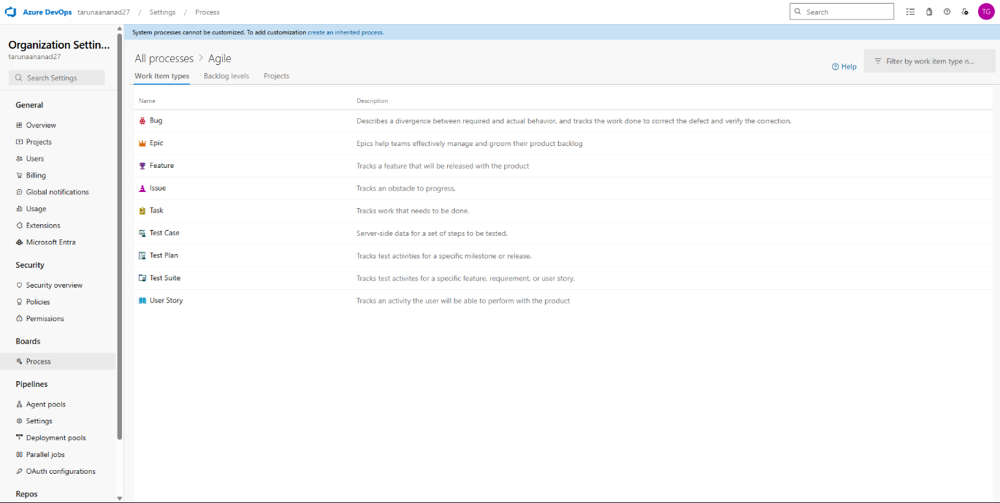 Azure DevOps tarunaananad27 / Settings / Process
Search
TG
Organization Settin...
tarunaananad27
Search Settings
General
Overview
Projects
Users
Billing
Global notifications
Usage
Extensions
Microsoft Entra
Security
Security overview
Policies
Permissions
Boards
Process
Pipelines
Agent pools
Settings
Deployment pools
Parallel jobs
OAuth configurations
Repos
System processes cannot be customized. To add customization create an inherited process.
All processes > Agile
Help
Filter by work item type n...
Work item types Backlog levels Projects
Name Description
Bug Describes a divergence between required and actual behavior, and tracks the work done to correct the defect and verify the correction.
Epic Epics help teams effectively manage and groom their product backlog
Feature Tracks a feature that will be released with the product
Issue Tracks an obstacle to progress.
Task Tracks work that needs to be done.
Test Case Server-side data for a set of steps to be tested.
Test Plan Tracks test activities for a specific milestone or release.
Test Suite Tracks test activites for a specific feature, requirement, or user story.
User Story Tracks an activity the user will be able to perform with the product